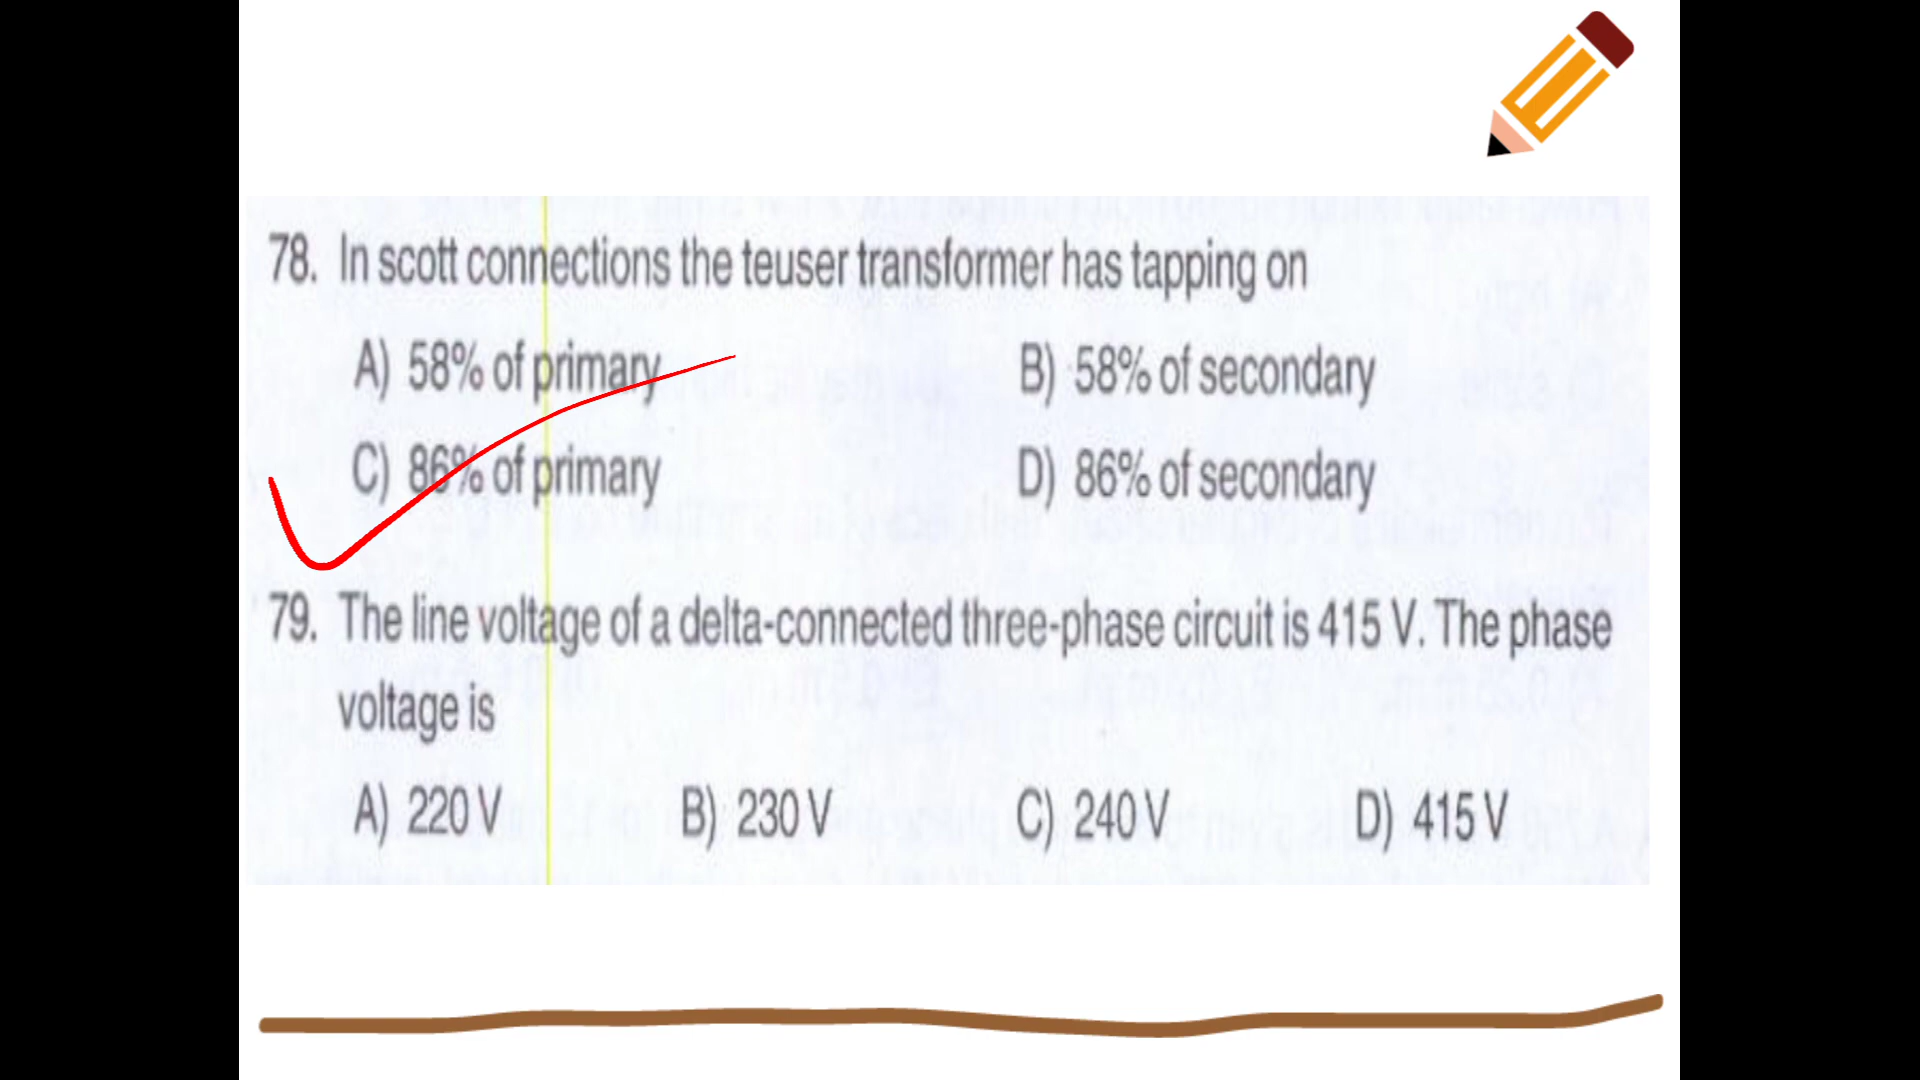 78. In scott connections the teuser transformer has tapping on
A) 58% of primary B) 58% of secondary
C) 86% of primary D) 86% of secondary
79. The line voltage of a delta-connected three-phase circuit is 415 V. The phase
voltage is
A) 220 V B) 230 V C) 240 V D) 415 V